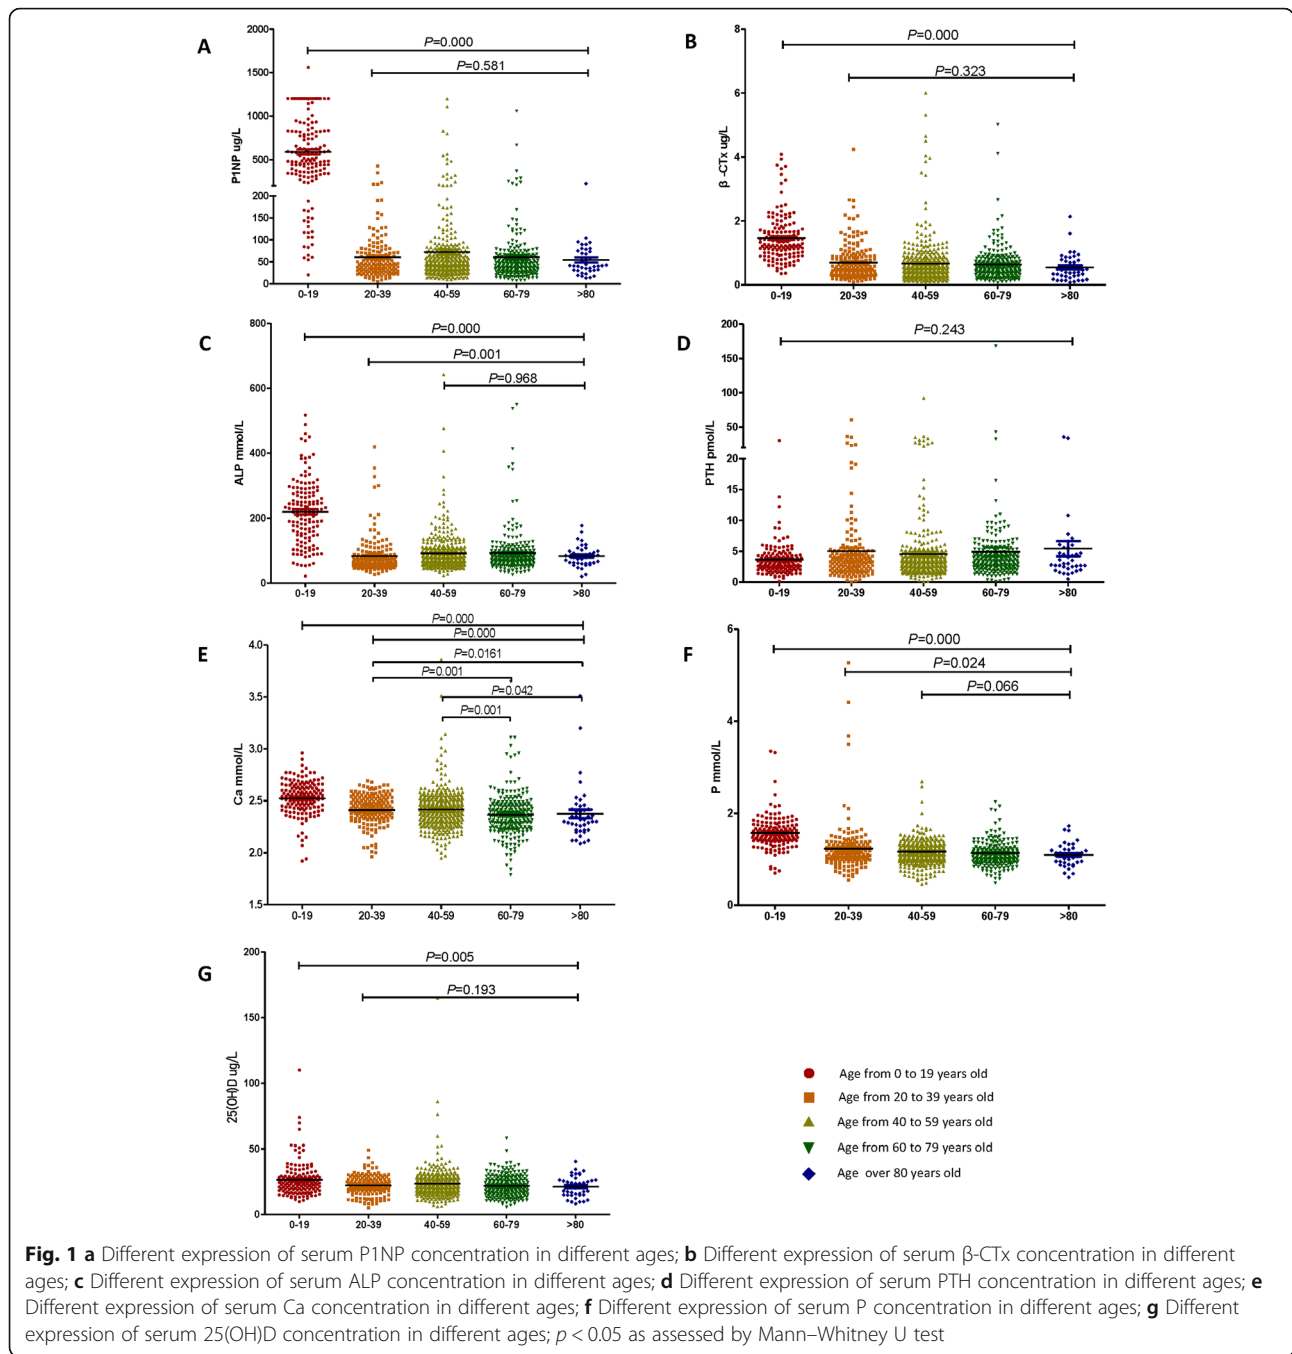 A
2000
1500
1000
500
200
150
100
50
0
P1NP ug/L
P=0.000
P=0.581
0-19 20-39 40-59 60-79 >80
B
8
6
4
2
0
β -CTx ug/L
P=0.000
P=0.323
0-19 20-39 40-59 60-79 >80
C
800
600
400
200
0
ALP mmol/L
P=0.000
P=0.001
P=0.968
0-19 20-39 40-59 60-79 >80
D
200
150
100
50
20
15
10
5
0
PTH pmol/L
P=0.243
0-19 20-39 40-59 60-79 >80
E
4.0
3.5
3.0
2.5
2.0
1.5
Ca mmol/L
P=0.000
P=0.000
P=0.0161
P=0.001
P=0.042
P=0.001
0-19 20-39 40-59 60-79 >80
F
6
4
2
0
P mmol/L
P=0.000
P=0.024
P=0.066
0-19 20-39 40-59 60-79 >80
G
200
150
100
50
0
25(OH)D ug/L
P=0.005
P=0.193
0-19 20-39 40-59 60-79 >80
Age from 0 to 19 years old
Age from 20 to 39 years old
Age from 40 to 59 years old
Age from 60 to 79 years old
Age over 80 years old
Fig. 1 a Different expression of serum P1NP concentration in different ages; b Different expression of serum β-CTx concentration in different
ages; c Different expression of serum ALP concentration in different ages; d Different expression of serum PTH concentration in different ages; e
Different expression of serum Ca concentration in different ages; f Different expression of serum P concentration in different ages; g Different
expression of serum 25(OH)D concentration in different ages; p < 0.05 as assessed by Mann–Whitney U test